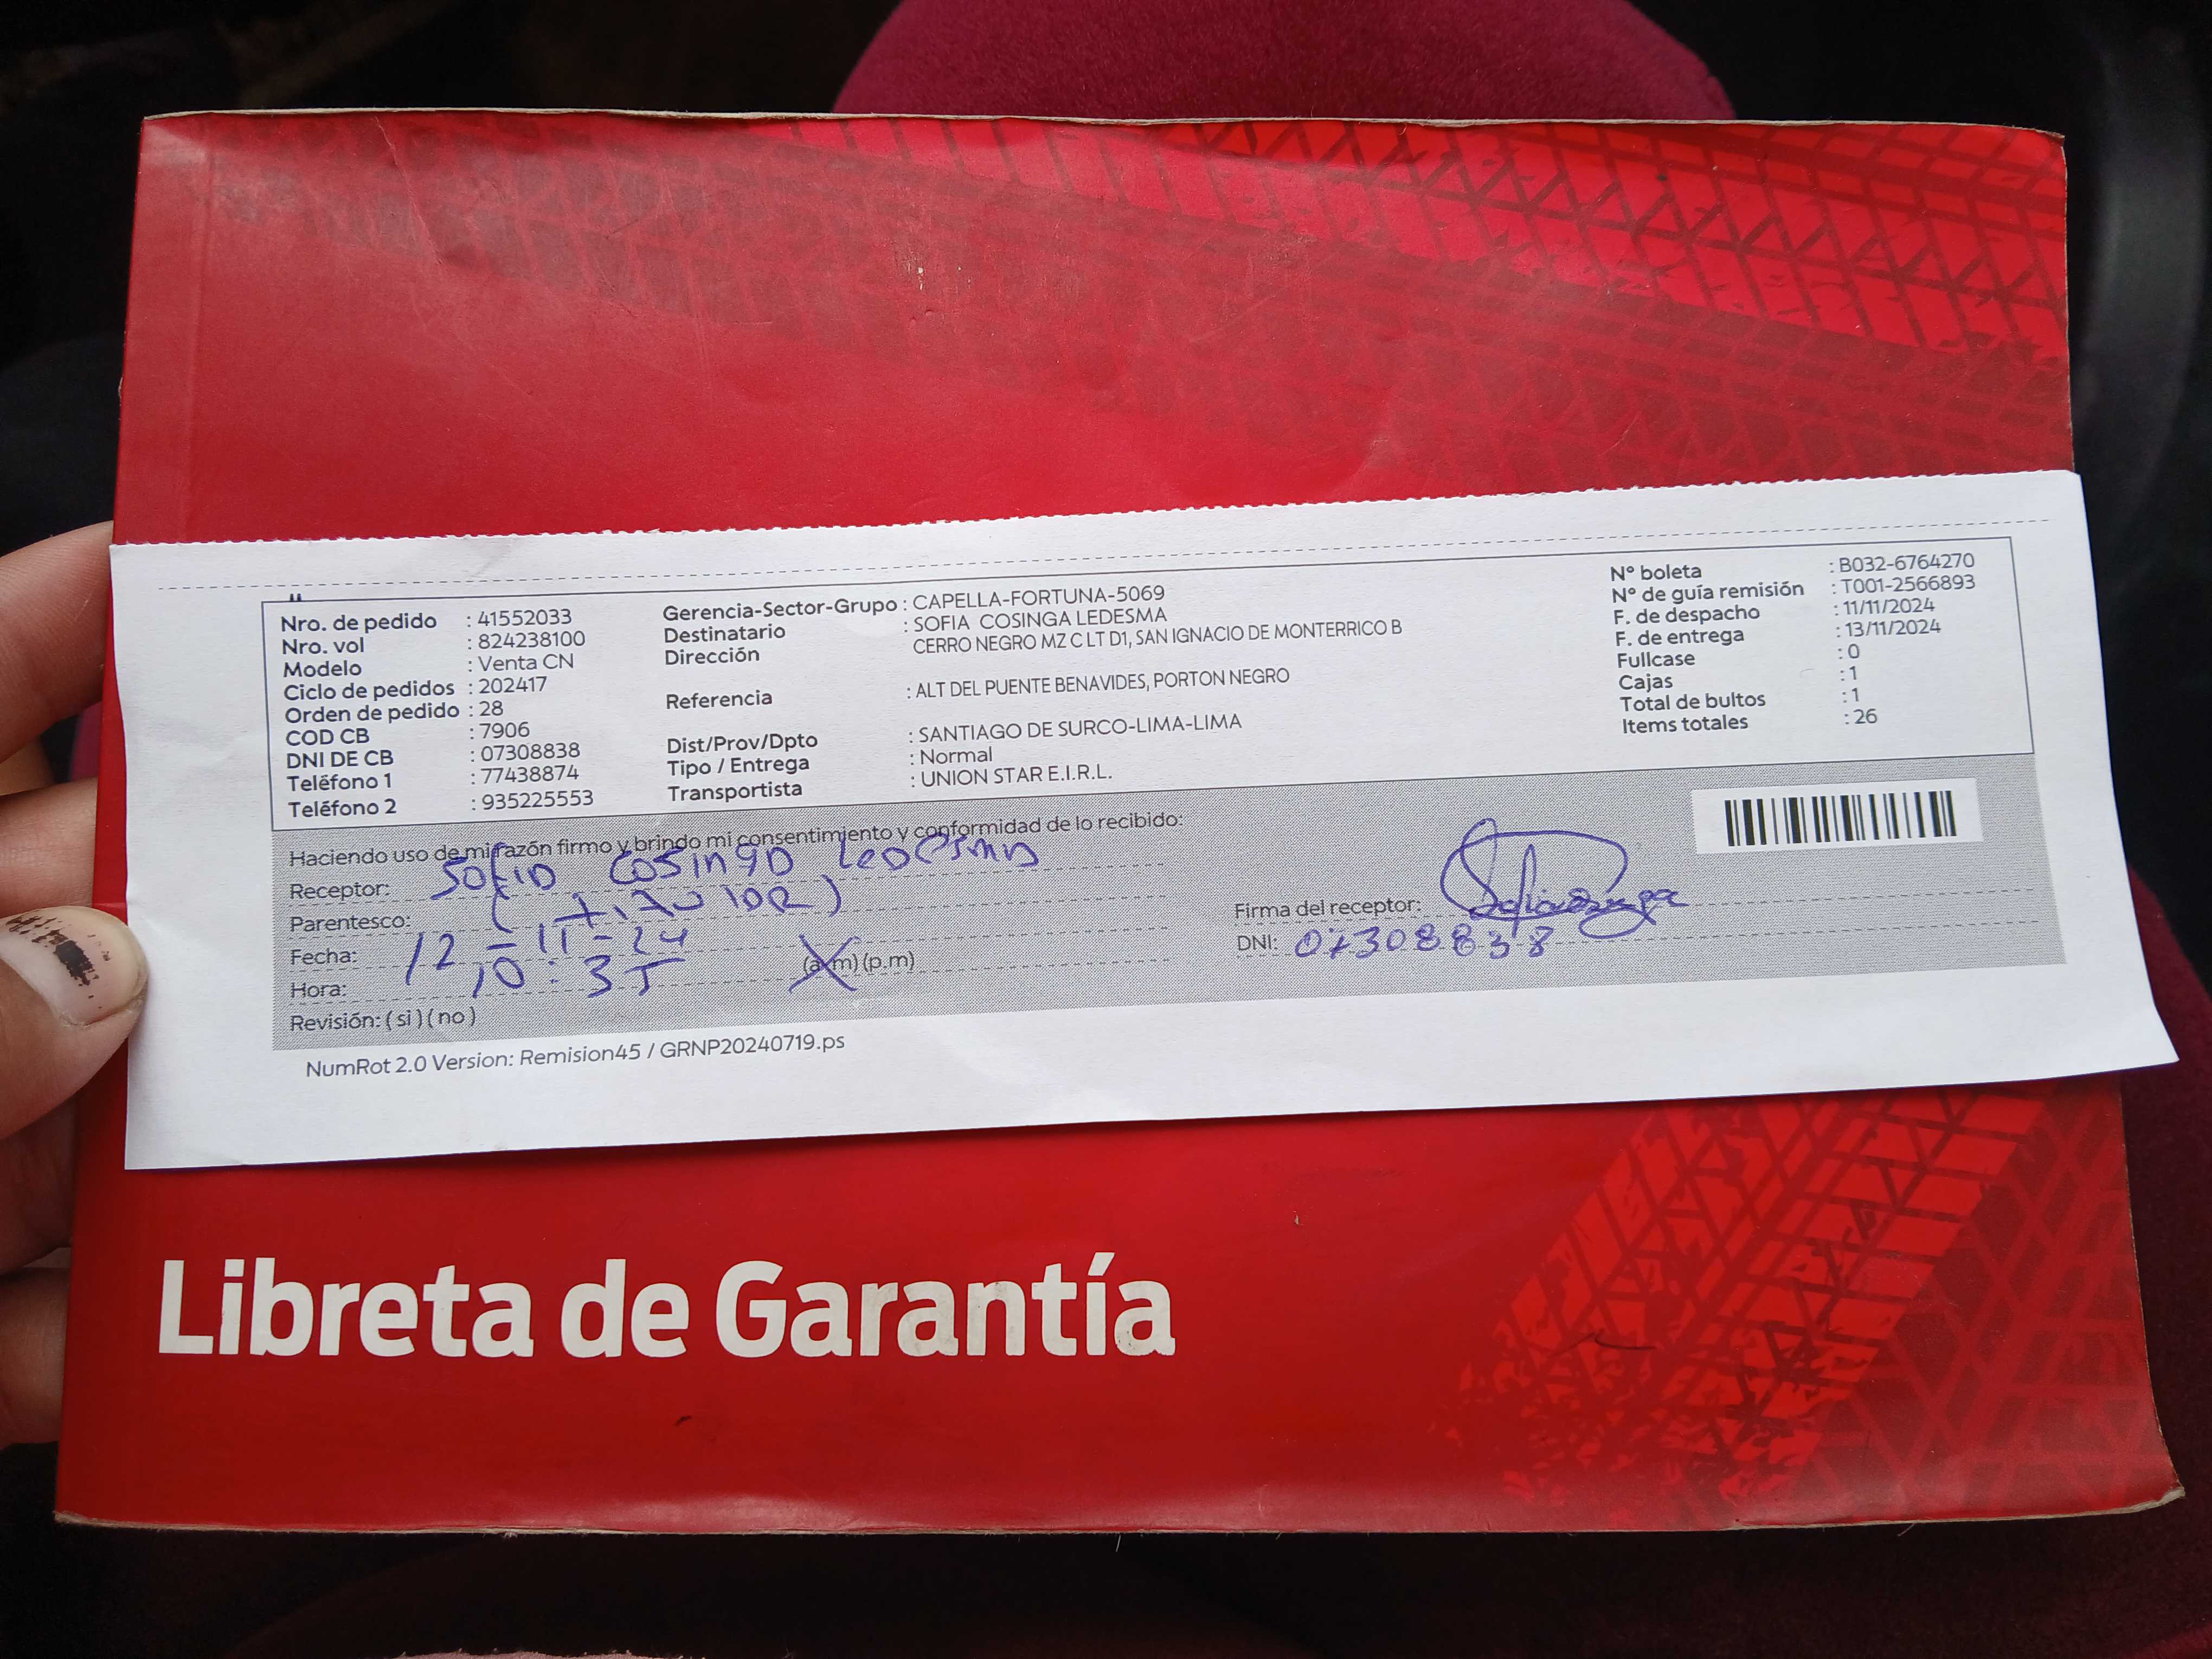 Nro. de pedido : 41552033
Nro. vol : 824238100
Modelo : Venta CN
Ciclo de pedidos : 202417
Orden de pedido : 28
COD CB : 7906
DNI DE CB : 07308838
Teléfono 1 : 77438874
Teléfono 2 : 935225553
Gerencia-Sector-Grupo : CAPELLA-FORTUNA-5069
Destinatario : SOFIA COSINGA LEDESMA
Dirección CERRO NEGRO MZ C LT D1, SAN IGNACIO DE MONTERRICO B
Referencia : ALT DEL PUENTE BENAVIDES, PORTON NEGRO
Dist/Prov/Dpto : SANTIAGO DE SURCO-LIMA-LIMA
Tipo / Entrega : Normal
Transportista : UNION STAR E.I.R.L.
N° boleta : B032-6764270
N° de guía remisión : T001-2566893
F. de despacho : 11/11/2024
F. de entrega : 13/11/2024
Fullcase : 0
Cajas : 1
Total de bultos : 1
Items totales : 26
Haciendo uso de mi razón firmo y brindo mi consentimiento y conformidad de lo recibido:
Receptor: Sofia Cosinga Ledesma
Parentesco: (titular)
Fecha: 12-11-24
Hora: 10:35 (a.m) (p.m)
Revisión: (si) (no)
Firma del receptor:
DNI: 07308838
NumRot 2.0 Version: Remision45 / GRNP20240719.ps
Libreta de Garantía